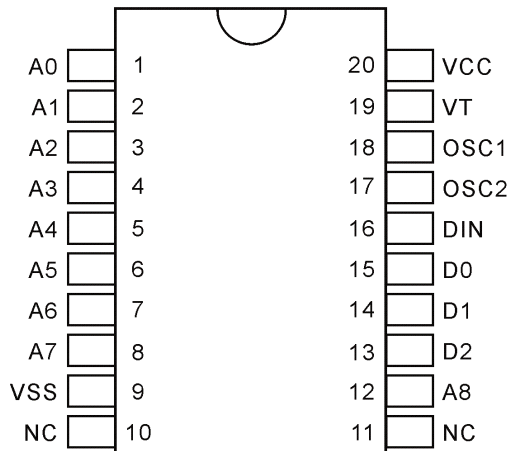 A0 1 20 VCC
A1 2 19 VT
A2 3 18 OSC1
A3 4 17 OSC2
A4 5 16 DIN
A5 6 15 D0
A6 7 14 D1
A7 8 13 D2
VSS 9 12 A8
NC 10 11 NC